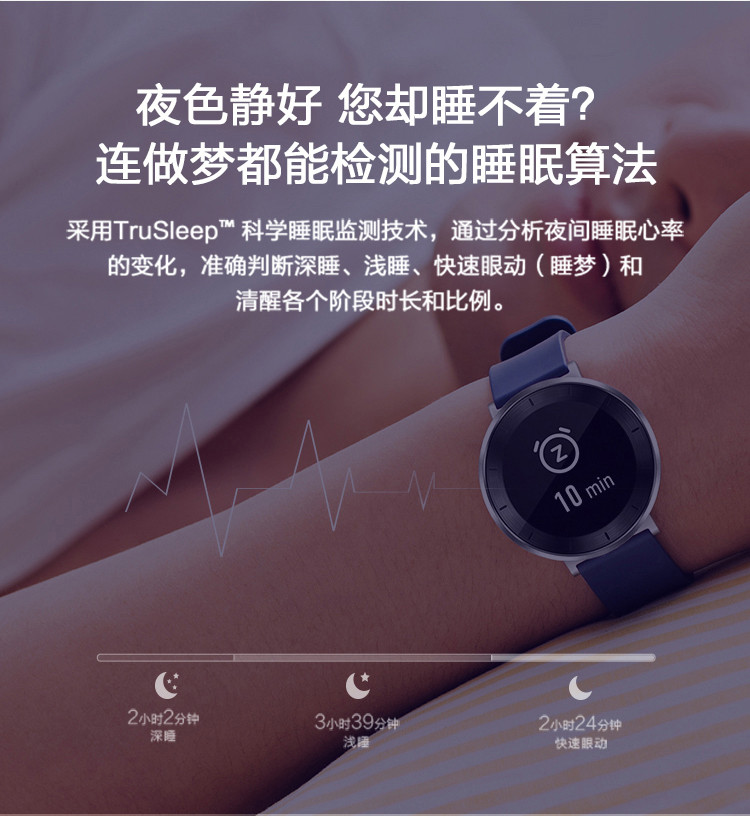 夜色静好 您却睡不着？
连做梦都能检测的睡眠算法
采用TruSleep™ 科学睡眠监测技术，通过分析夜间睡眠心率
的变化，准确判断深睡、浅睡、快速眼动（睡梦）和
清醒各个阶段时长和比例。
Z
10 min
2小时2分钟
深睡
3小时39分钟
浅睡
2小时24分钟
快速眼动